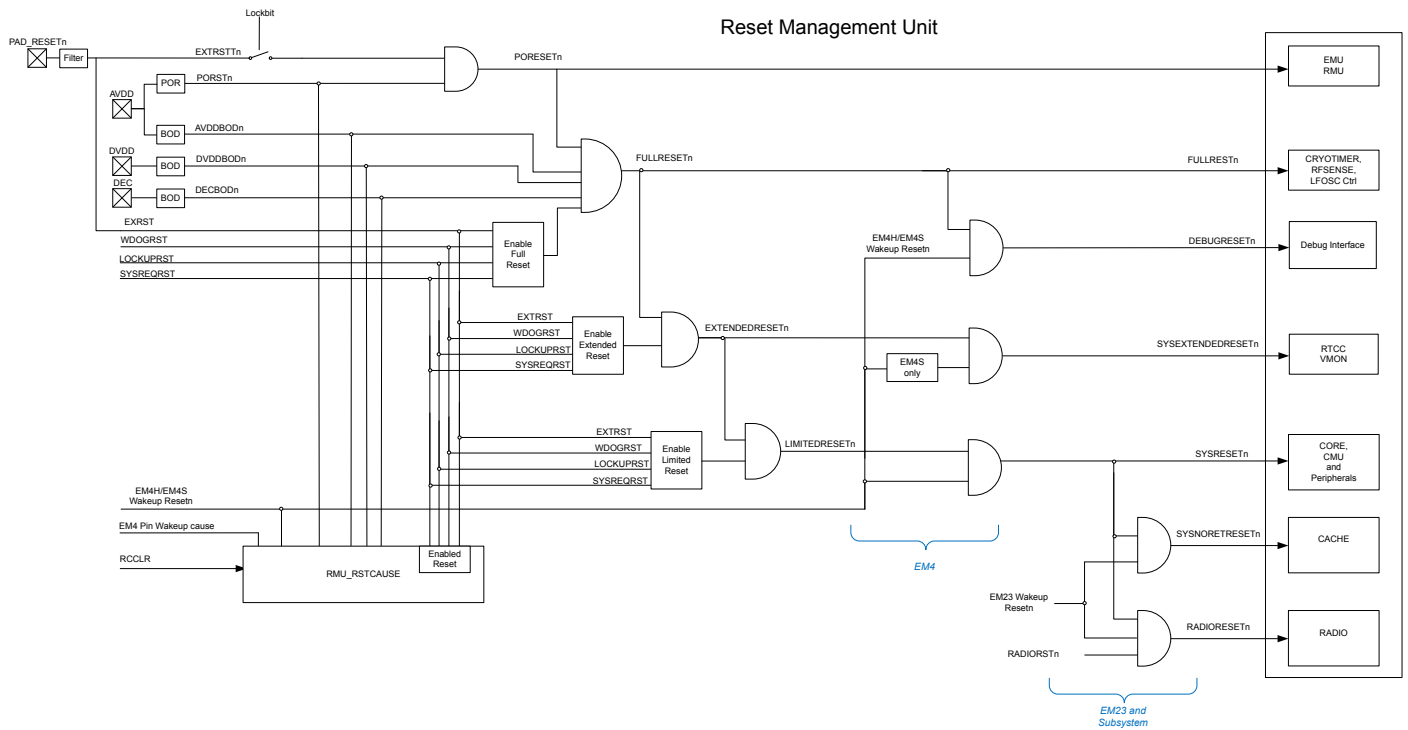 Reset Management Unit
Lockbit
PAD_RESETn
Filter
EXTRSTTn
PORESETn
EMU
RMU
POR
PORSTn
AVDD
BOD
AVDDBODn
DVDD
BOD
DVDDBODn
DEC
BOD
DECBODn
FULLRESETn
FULLRESTn
CRYOTIMER,
RFSENSE,
LFOSC Ctrl
EXRST
WDOGRST
LOCKUPRST
SYSREQRST
Enable
Full
Reset
EM4H/EM4S
Wakeup Resetn
DEBUGRESETn
Debug Interface
EXTRST
WDOGRST
LOCKUPRST
SYSREQRST
Enable
Extended
Reset
EXTENDEDRESETn
EM4S
only
SYSEXTENDEDRESETn
RTCC
VMON
EXTRST
WDOGRST
LOCKUPRST
SYSREQRST
Enable
Limited
Reset
LIMITEDRESETn
SYSRESETn
CORE,
CMU
and
Peripherals
EM4H/EM4S
Wakeup Resetn
EM4 Pin Wakeup cause
RCCLR
RMU_RSTCAUSE
Enabled
Reset
EM4
SYSNORETRESETn
CACHE
EM23 Wakeup
Resetn
RADIORESETn
RADIO
RADIORSTn
EM23 and
Subsystem